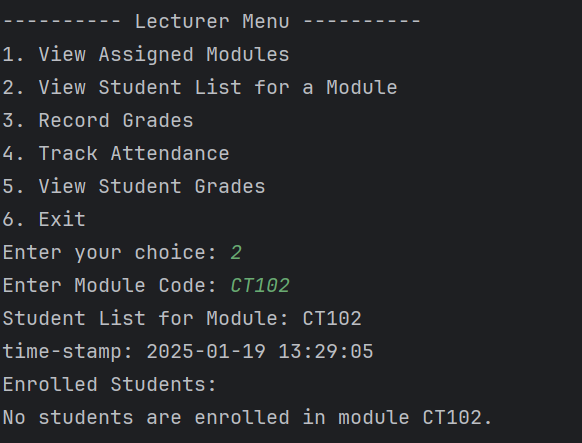 ---------- Lecturer Menu ----------
1. View Assigned Modules
2. View Student List for a Module
3. Record Grades
4. Track Attendance
5. View Student Grades
6. Exit
Enter your choice: 2
Enter Module Code: CT102
Student List for Module: CT102
time-stamp: 2025-01-19 13:29:05
Enrolled Students:
No students are enrolled in module CT102.